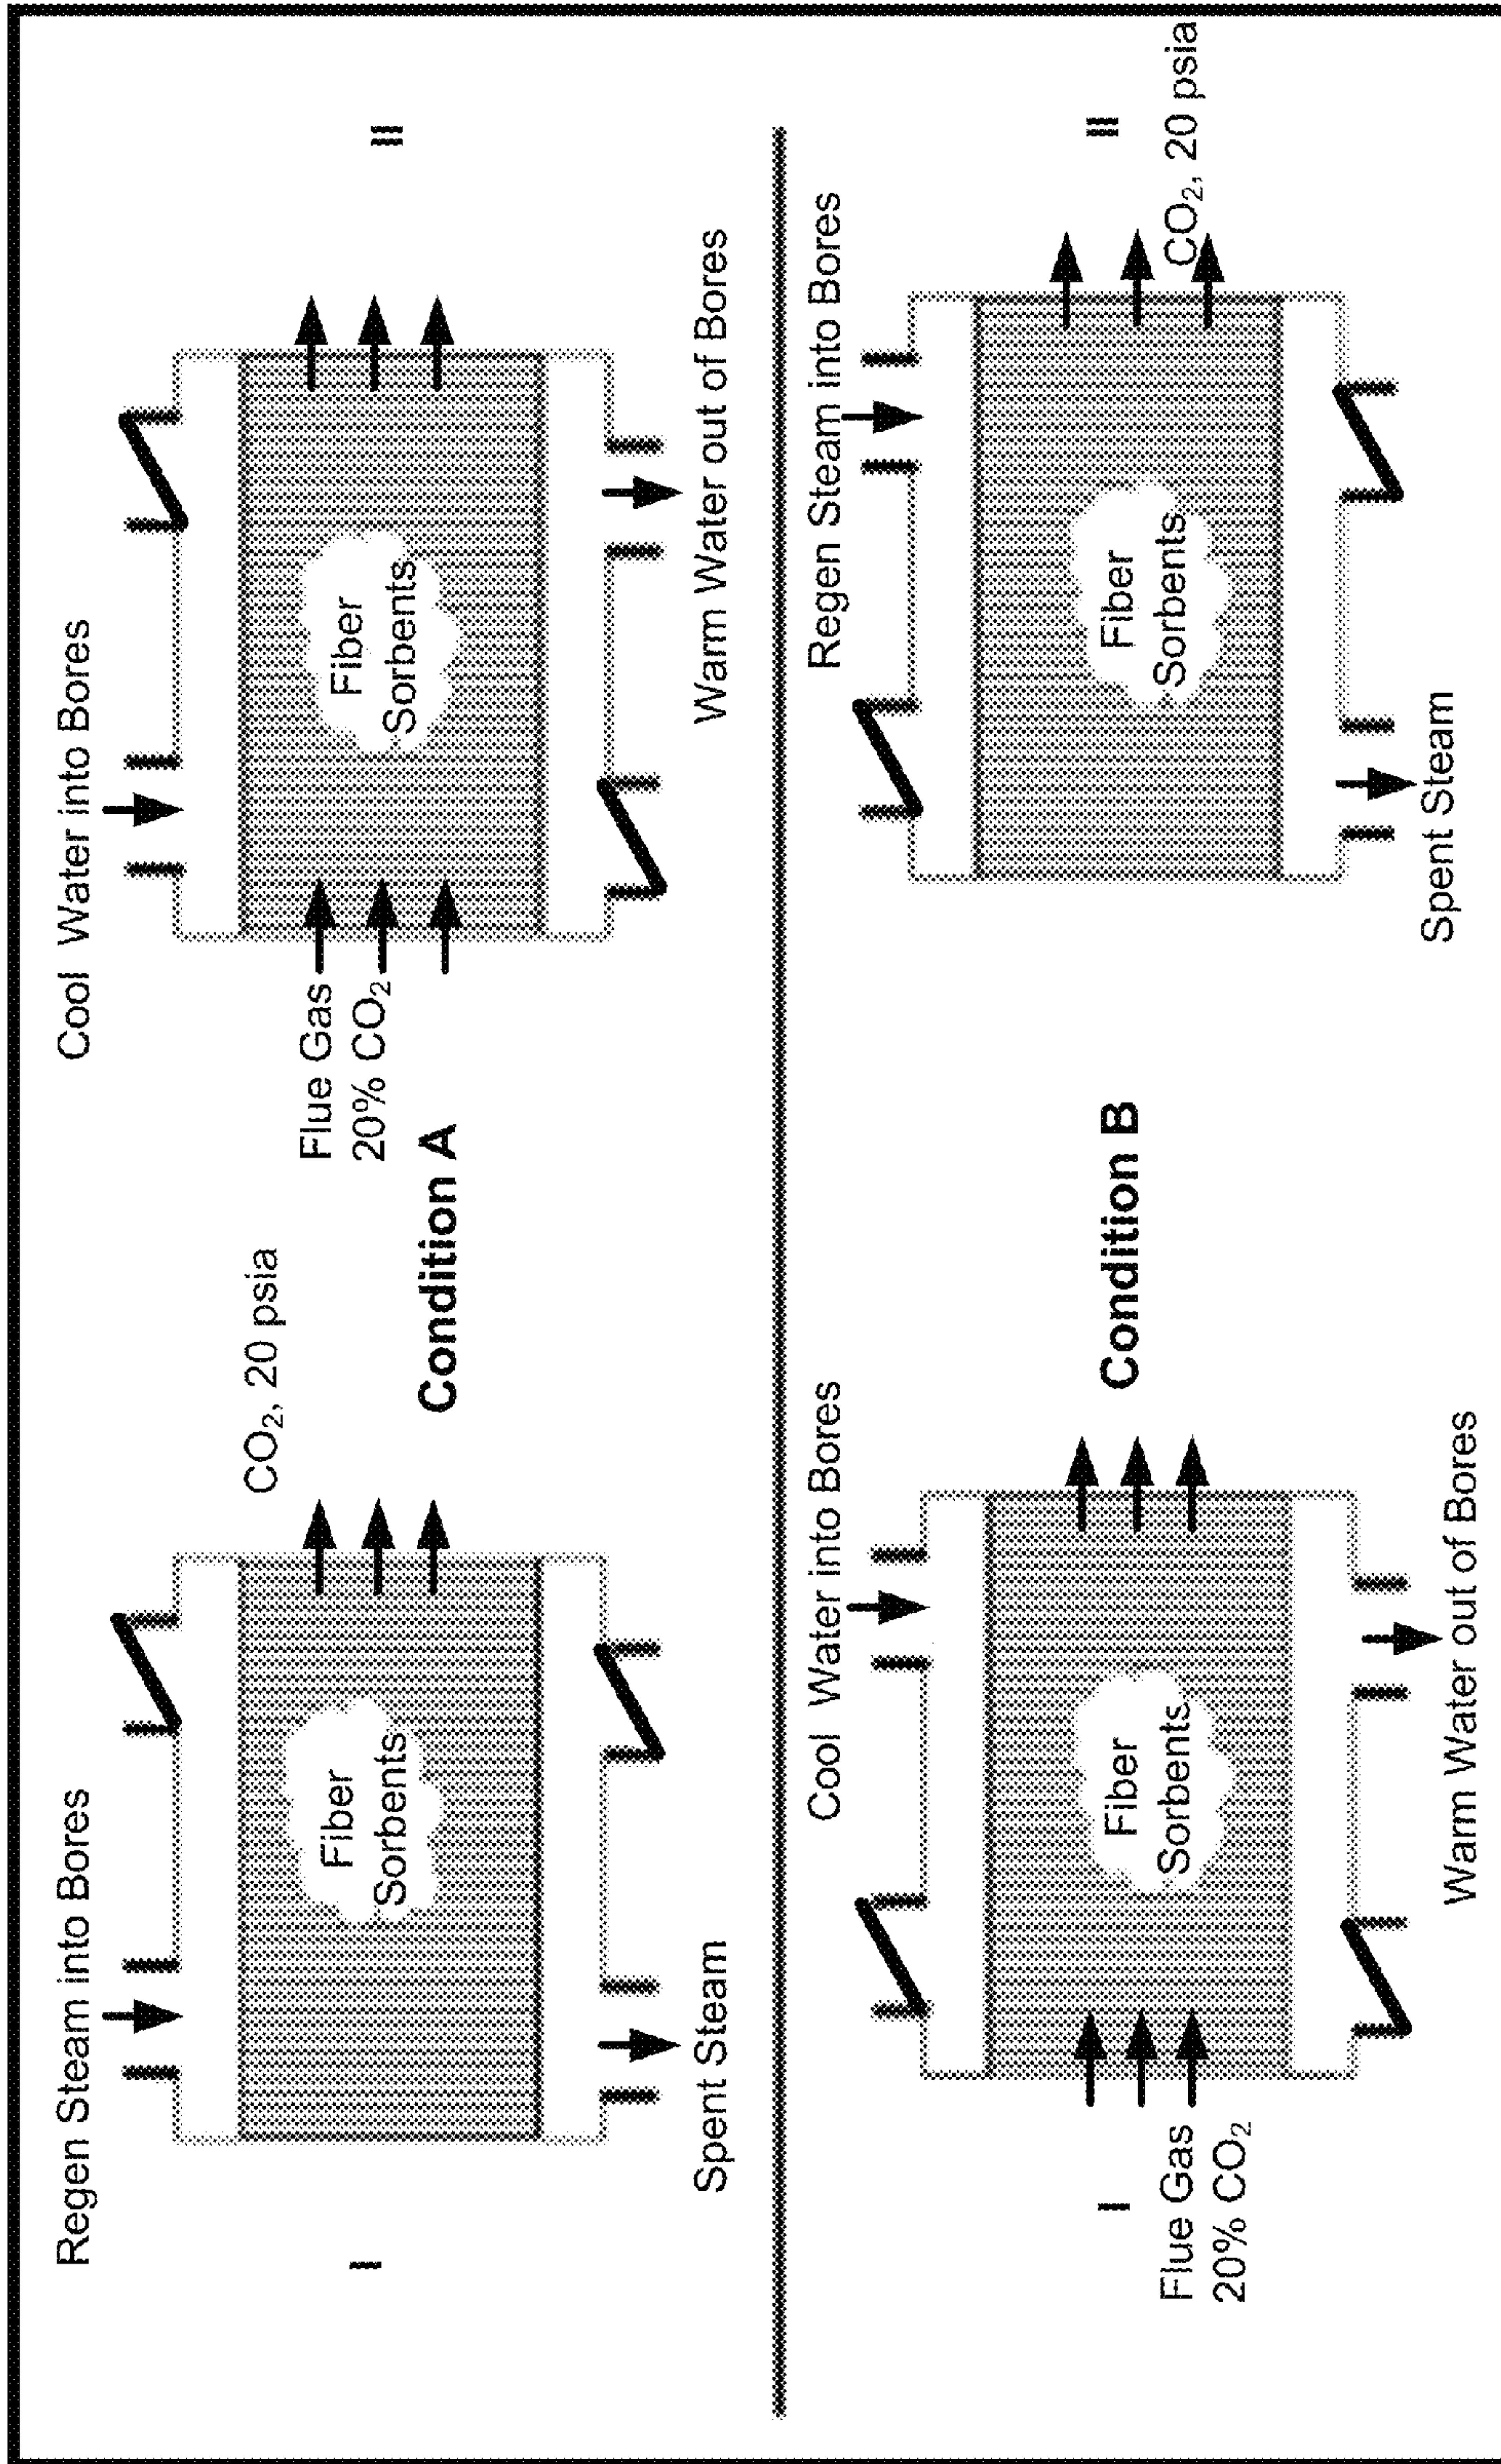 Regen Steam into Bores
I
Fiber
Sorbents
CO₂, 20 psia
Spent Steam
Condition A
Cool Water into Bores
Flue Gas
20% CO₂
Fiber
Sorbents
II
Warm Water out of Bores
Cool Water into Bores
I
Flue Gas
20% CO₂
Fiber
Sorbents
Warm Water out of Bores
Condition B
Regen Steam into Bores
Fiber
Sorbents
II
CO₂, 20 psia
Spent Steam